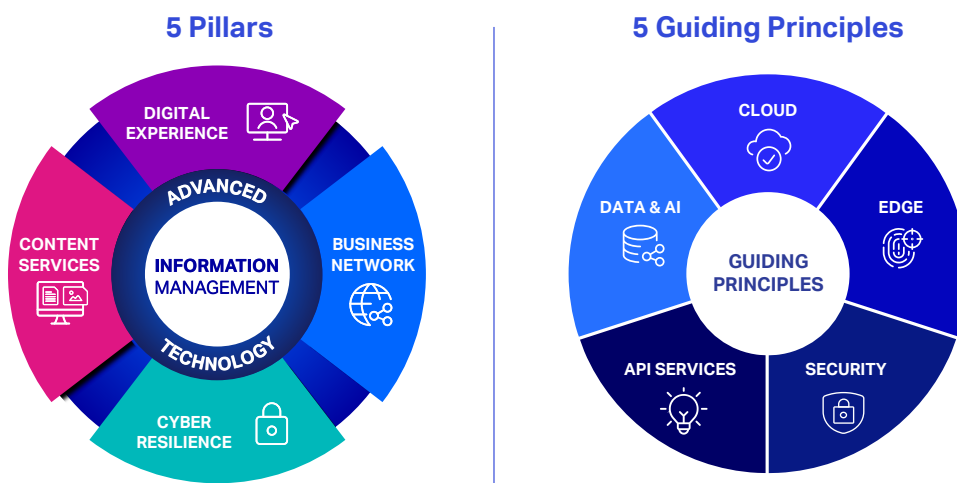 5 Pillars
DIGITAL
EXPERIENCE
ADVANCED
CONTENT
SERVICES
INFORMATION
MANAGEMENT
BUSINESS
NETWORK
TECHNOLOGY
CYBER
RESILIENCE
5 Guiding Principles
CLOUD
DATA & AI
EDGE
GUIDING
PRINCIPLES
API SERVICES
SECURITY